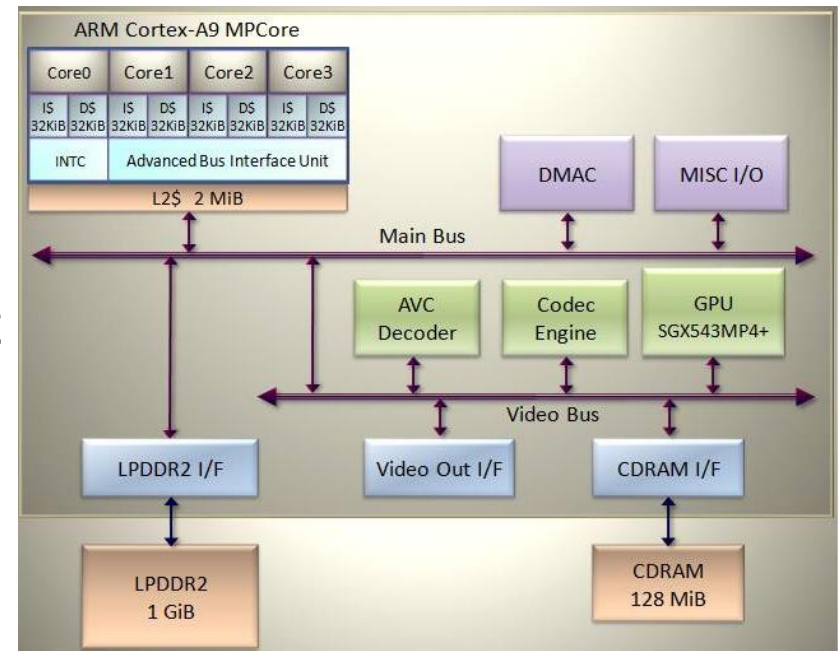 ARM Cortex-A9 MPCore
Core0 Core1 Core2 Core3
I$ D$ I$ D$ I$ D$ I$ D$
32KiB 32KiB 32KiB 32KiB 32KiB 32KiB 32KiB 32KiB
INTC Advanced Bus Interface Unit
L2$ 2 MiB
DMAC
MISC I/O
Main Bus
AVC
Decoder
Codec
Engine
GPU
SGX543MP4+
Video Bus
LPDDR2 I/F
Video Out I/F
CDRAM I/F
LPDDR2
1 GiB
CDRAM
128 MiB